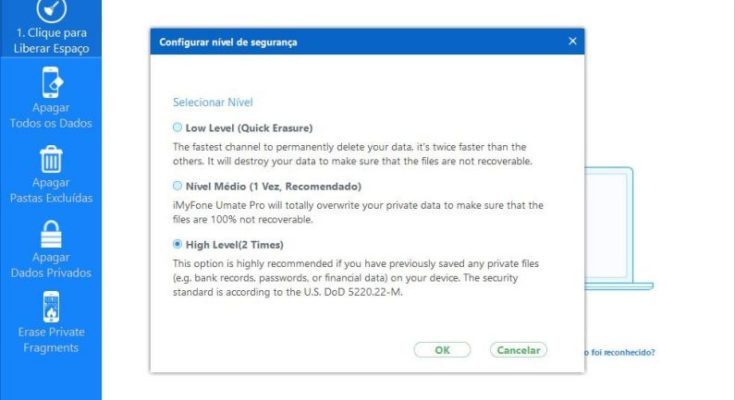 1. Clique para
Liberar Espaço
Apagar
Todos os Dados
Apagar
Pastas Excluídas
Apagar
Dados Privados
Erase Private
Fragments
Configurar nível de segurança
Selecionar Nível
Low Level (Quick Erasure)
The fastest channel to permanently delete your data, it's twice faster than the
others. It will destroy your data to make sure that the files are not recoverable.
Nível Médio (1 Vez, Recomendado)
iMyFone Umate Pro will totally overwrite your private data to make sure that the
files are 100% not recoverable.
High Level(2 Times)
This option is highly recommended if you have previously saved any private files
(e.g. bank records, passwords, or financial data) on your device. The security
standard is according to the U.S. DoD 5220.22-M.
OK
Cancelar
o foi reconhecido?